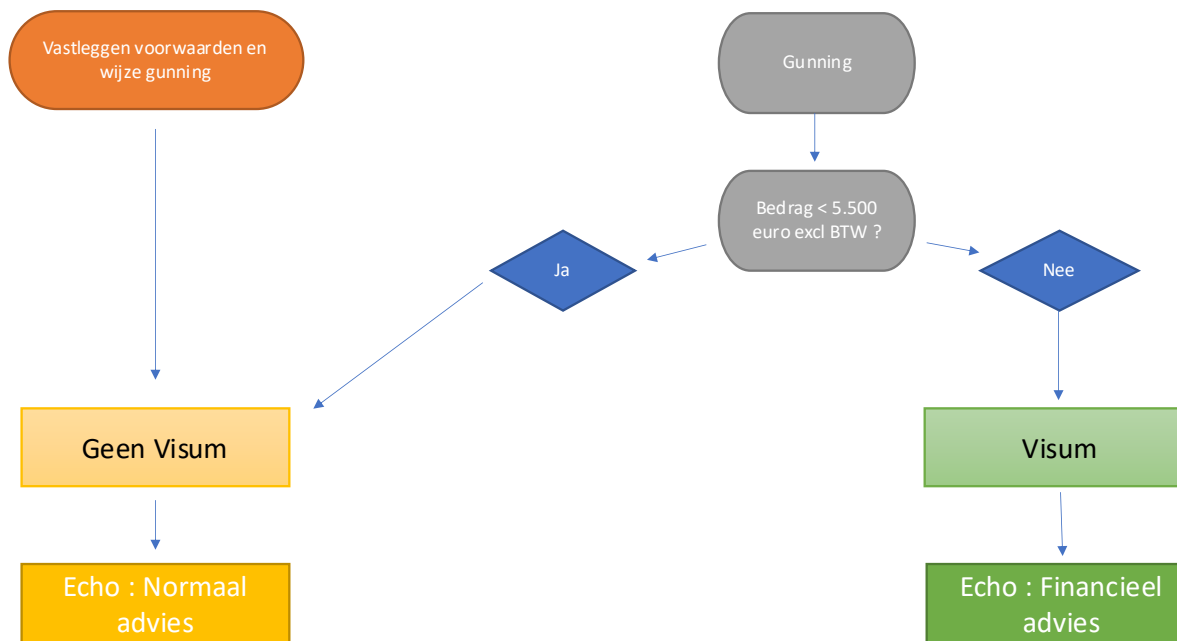 Vastleggen voorwaarden en
wijze gunning
Gunning
Bedrag < 5.500
euro excl BTW ?
Ja
Nee
Geen Visum
Visum
Echo : Normaal
advies
Echo : Financieel
advies